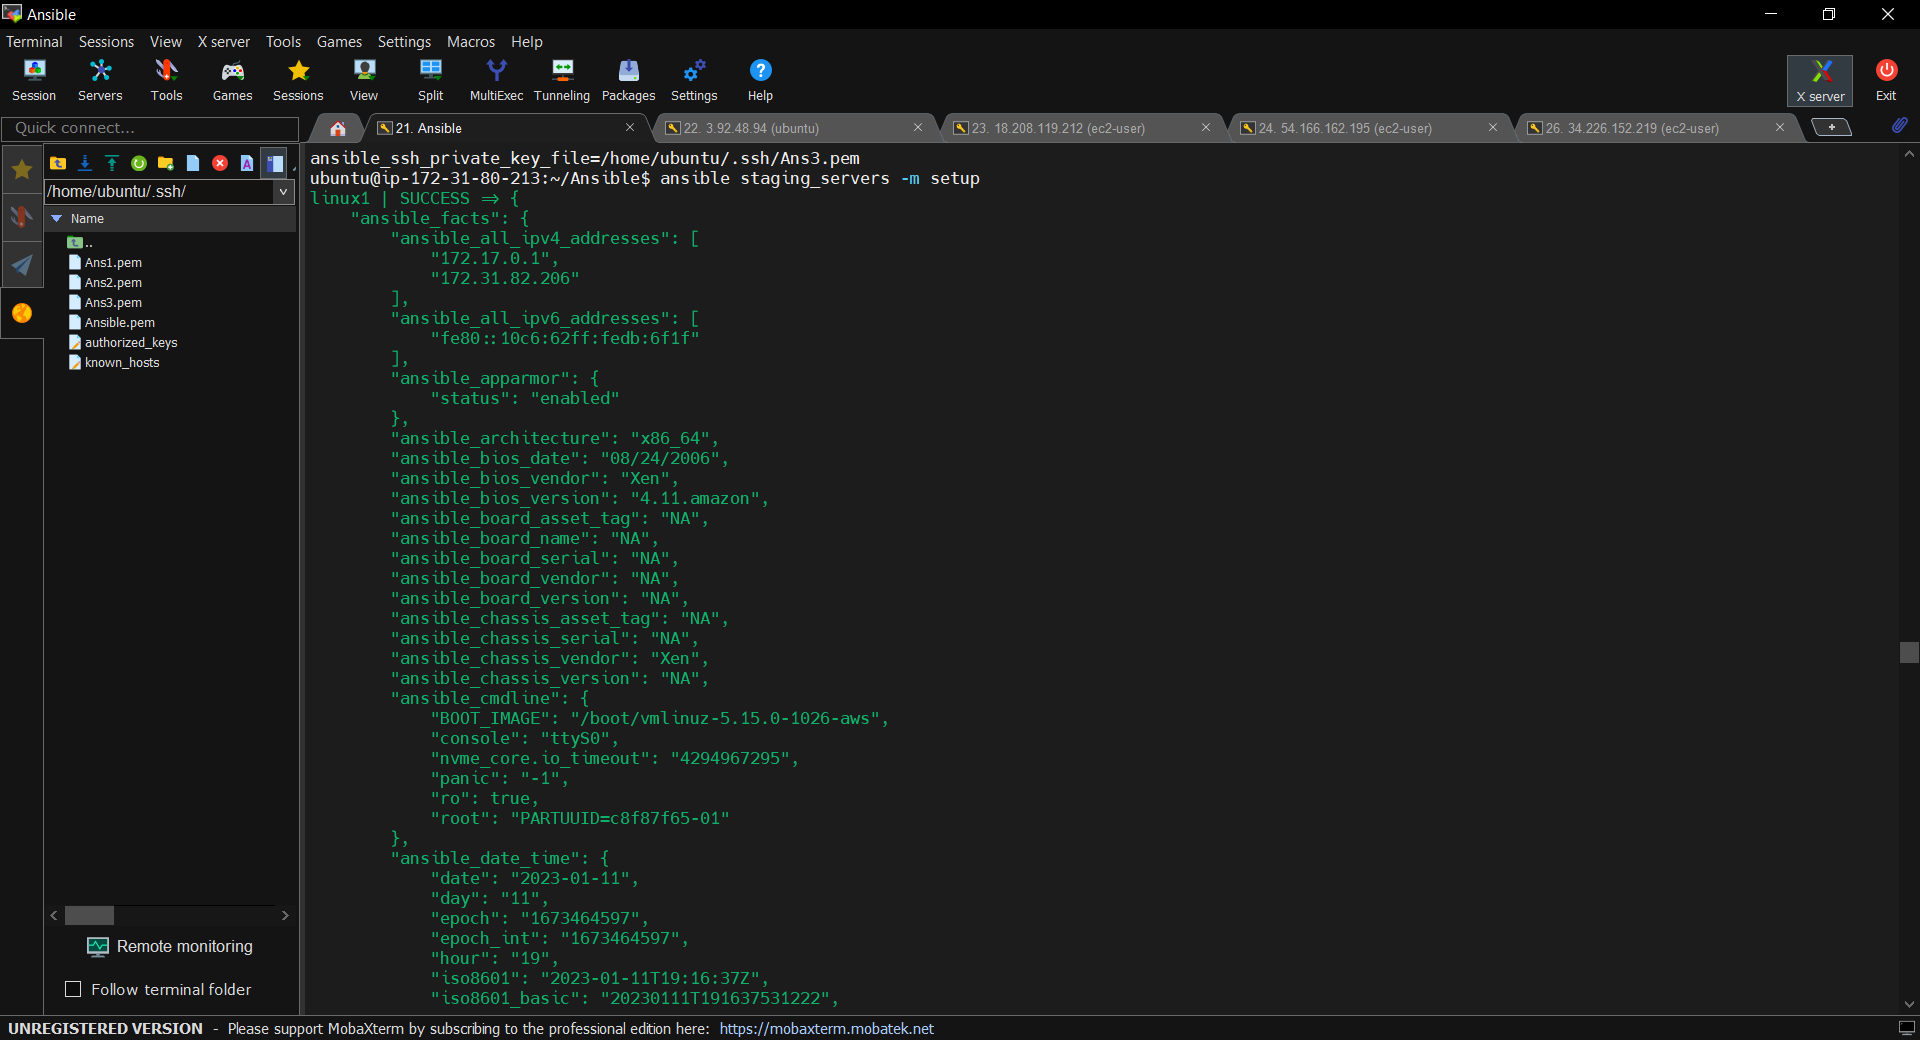 Ansible
Terminal Sessions View X server Tools Games Settings Macros Help
Session Servers Tools Games Sessions View Split MultiExec Tunneling Packages Settings Help X server Exit
Quick connect...
21. Ansible
22. 3.92.48.94 (ubuntu)
23. 18.208.119.212 (ec2-user)
24. 54.166.162.195 (ec2-user)
26. 34.226.152.219 (ec2-user)
/home/ubuntu/.ssh/
Name
..
Ans1.pem
Ans2.pem
Ans3.pem
Ansible.pem
authorized_keys
known_hosts
Remote monitoring
Follow terminal folder
ansible_ssh_private_key_file=/home/ubuntu/.ssh/Ans3.pem
ubuntu@ip-172-31-80-213:~/Ansible$ ansible staging_servers -m setup
linux1 | SUCCESS => {
    "ansible_facts": {
        "ansible_all_ipv4_addresses": [
            "172.17.0.1",
            "172.31.82.206"
        ],
        "ansible_all_ipv6_addresses": [
            "fe80::10c6:62ff:fedb:6f1f"
        ],
        "ansible_apparmor": {
            "status": "enabled"
        },
        "ansible_architecture": "x86_64",
        "ansible_bios_date": "08/24/2006",
        "ansible_bios_vendor": "Xen",
        "ansible_bios_version": "4.11.amazon",
        "ansible_board_asset_tag": "NA",
        "ansible_board_name": "NA",
        "ansible_board_serial": "NA",
        "ansible_board_vendor": "NA",
        "ansible_board_version": "NA",
        "ansible_chassis_asset_tag": "NA",
        "ansible_chassis_serial": "NA",
        "ansible_chassis_vendor": "Xen",
        "ansible_chassis_version": "NA",
        "ansible_cmdline": {
            "BOOT_IMAGE": "/boot/vmlinuz-5.15.0-1026-aws",
            "console": "ttyS0",
            "nvme_core.io_timeout": "4294967295",
            "panic": "-1",
            "ro": true,
            "root": "PARTUUID=c8f87f65-01"
        },
        "ansible_date_time": {
            "date": "2023-01-11",
            "day": "11",
            "epoch": "1673464597",
            "epoch_int": "1673464597",
            "hour": "19",
            "iso8601": "2023-01-11T19:16:37Z",
            "iso8601_basic": "20230111T191637531222",
UNREGISTERED VERSION - Please support MobaXterm by subscribing to the professional edition here: https://mobaxterm.mobatek.net